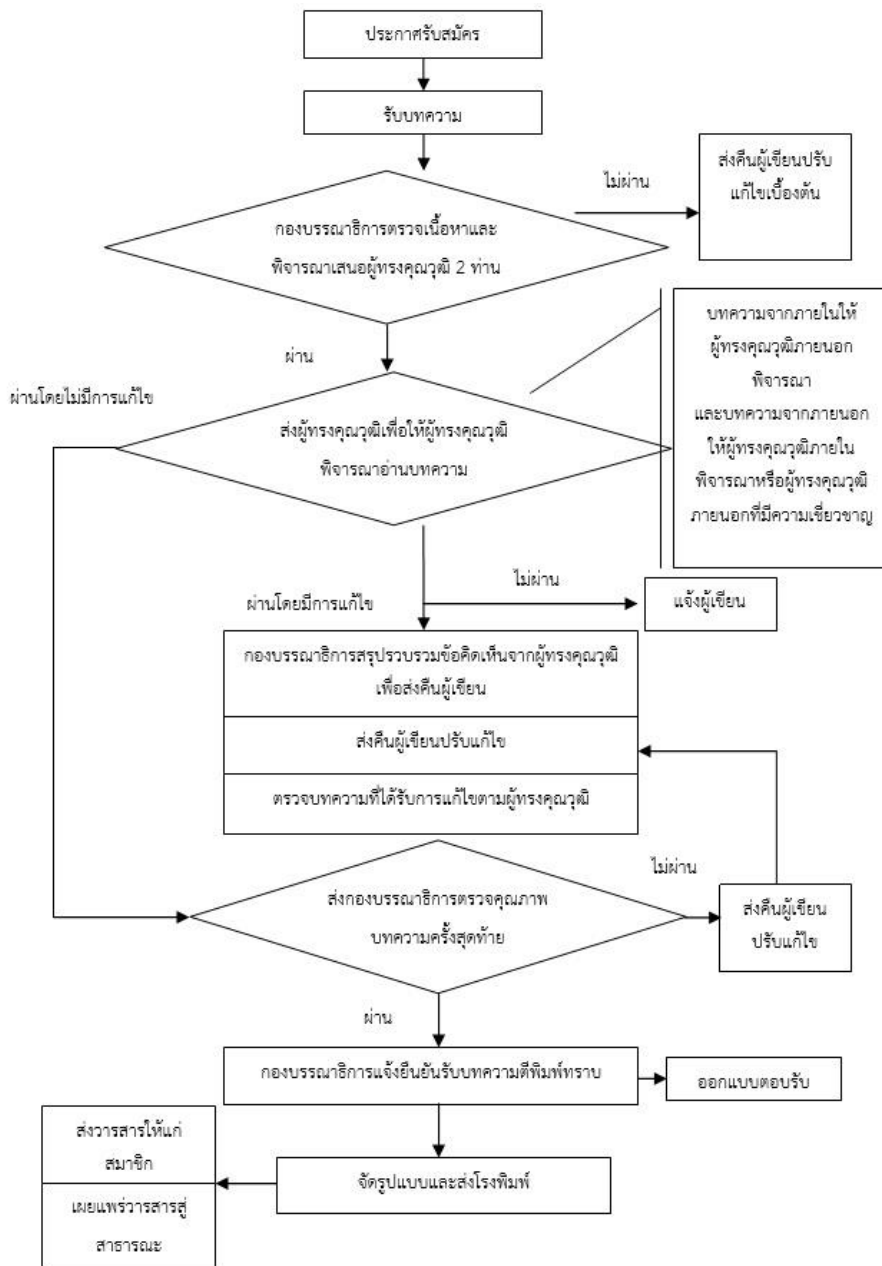 ประกาศรับสมัคร
รับบทความ
ส่งคืนผู้เขียนปรับ
แก้ไขเบื้องต้น
ไม่ผ่าน
กองบรรณาธิการตรวจเนื้อหาและ
พิจารณาเสนอผู้ทรงคุณวุฒิ 2 ท่าน
ผ่าน
บทความจากภายในให้
ผู้ทรงคุณวุฒิภายนอก
พิจารณา
และบทความจากภายนอก
ให้ผู้ทรงคุณวุฒิภายใน
พิจารณาหรือผู้ทรงคุณวุฒิ
ภายนอกที่มีความเชี่ยวชาญ
ผ่านโดยไม่มีการแก้ไข
ส่งผู้ทรงคุณวุฒิเพื่อให้ผู้ทรงคุณวุฒิ
พิจารณาอ่านบทความ
ไม่ผ่าน
แจ้งผู้เขียน
ผ่านโดยมีการแก้ไข
กองบรรณาธิการสรุปรวบรวมข้อคิดเห็นจากผู้ทรงคุณวุฒิ
เพื่อส่งคืนผู้เขียน
ส่งคืนผู้เขียนปรับแก้ไข
ตรวจบทความที่ได้รับการแก้ไขตามผู้ทรงคุณวุฒิ
ไม่ผ่าน
ส่งกองบรรณาธิการตรวจคุณภาพ
บทความครั้งสุดท้าย
ส่งคืนผู้เขียน
ปรับแก้ไข
ผ่าน
กองบรรณาธิการแจ้งยืนยันรับบทความตีพิมพ์ทราบ
ออกแบบตอบรับ
ส่งวารสารให้แก่
สมาชิก
จัดรูปแบบและส่งโรงพิมพ์
เผยแพร่วารสารสู่
สาธารณะ